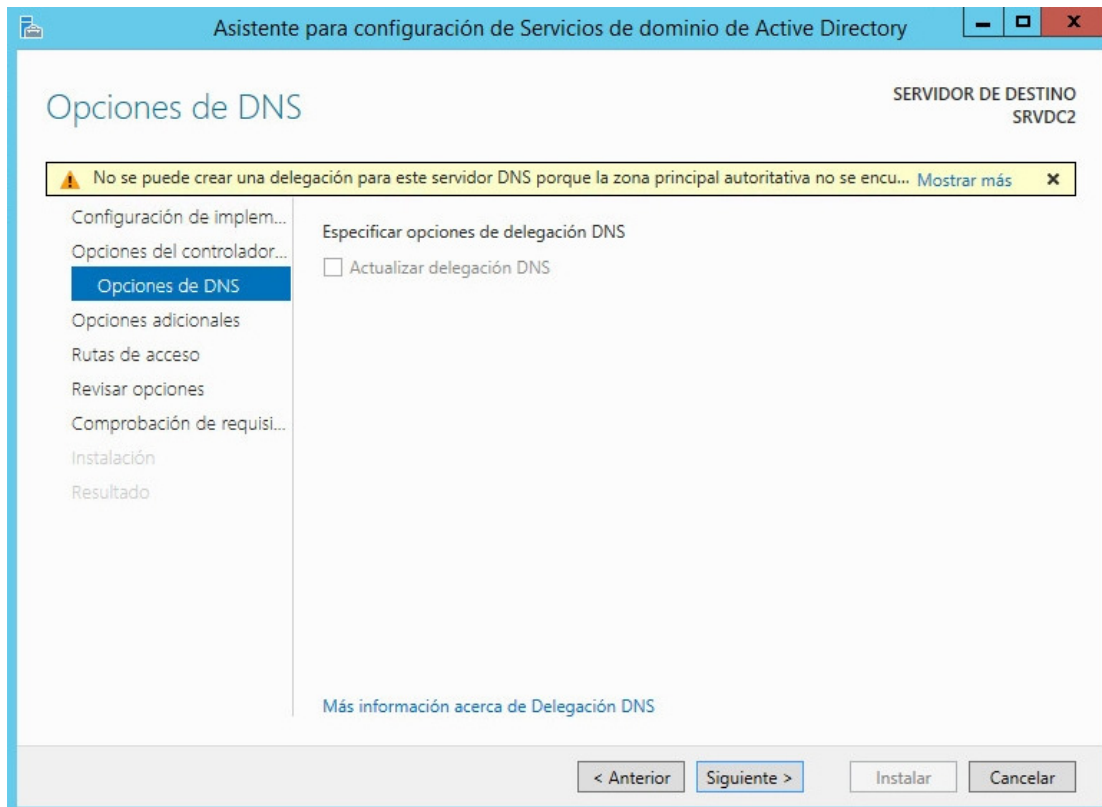 Asistente para configuración de Servicios de dominio de Active Directory
Opciones de DNS
SERVIDOR DE DESTINO
SRVDC2
No se puede crear una delegación para este servidor DNS porque la zona principal autoritativa no se encu... Mostrar más
Configuración de implem...
Opciones del controlador...
Opciones de DNS
Opciones adicionales
Rutas de acceso
Revisar opciones
Comprobación de requisi...
Instalación
Resultado
Especificar opciones de delegación DNS
Actualizar delegación DNS
Más información acerca de Delegación DNS
< Anterior
Siguiente >
Instalar
Cancelar